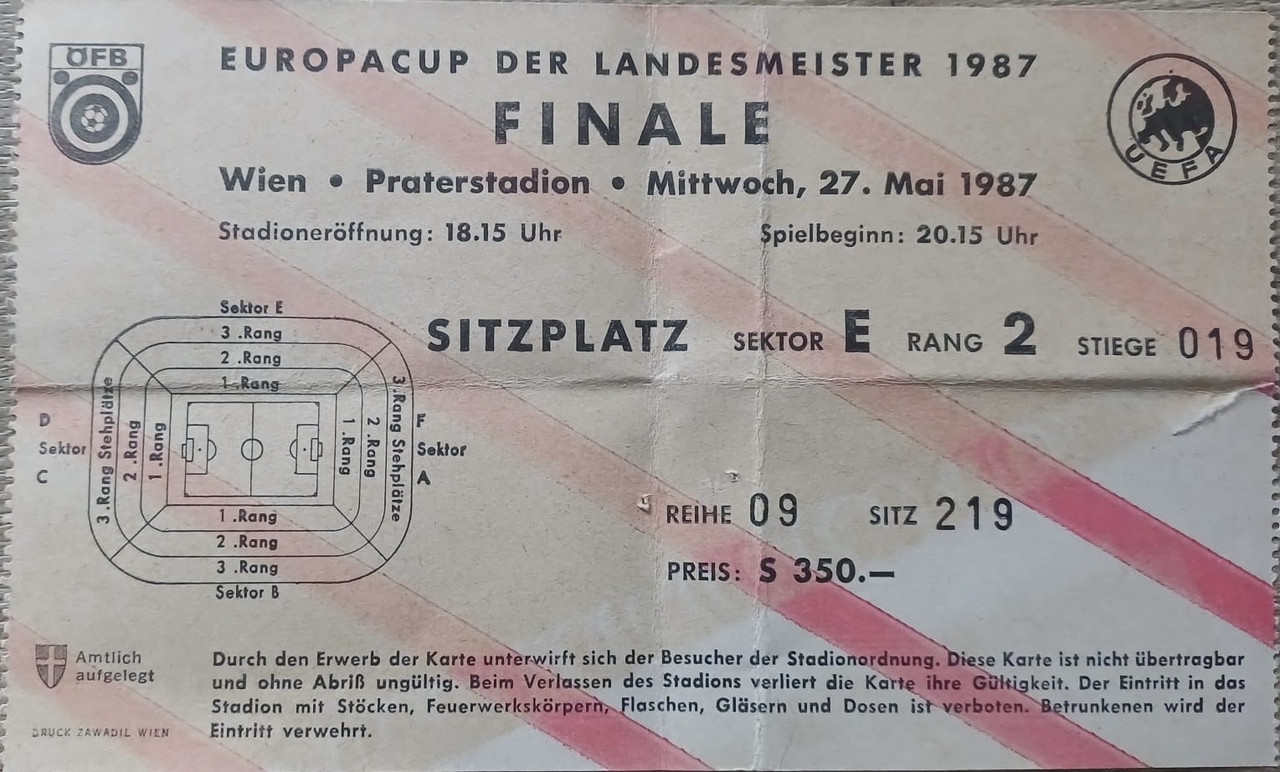 ÖFB
EUROPACUP DER LANDESMEISTER 1987
FINALE
Wien • Praterstadion • Mittwoch, 27. Mai 1987
Stadioneröffnung: 18.15 Uhr
Spielbeginn: 20.15 Uhr
UEFA
SITZPLATZ SEKTOR E RANG 2 STIEGE 019
Sektor E
3 .Rang
2 .Rang
1 .Rang
D
Sektor
C
3 .Rang Stehplätze
2 .Rang
1 .Rang
1 .Rang
2 .Rang
3 .Rang Stehplätze
F
Sektor
A
1 .Rang
2 .Rang
3 .Rang
Sektor B
REIHE 09 SITZ 219
PREIS: S 350.—
Amtlich
aufgelegt
DRUCK ZAWADIL WIEN
Durch den Erwerb der Karte unterwirft sich der Besucher der Stadionordnung. Diese Karte ist nicht übertragbar
und ohne Abriß ungültig. Beim Verlassen des Stadions verliert die Karte ihre Gültigkeit. Der Eintritt in das
Stadion mit Stöcken, Feuerwerkskörpern, Flaschen, Gläsern und Dosen ist verboten. Betrunkenen wird der
Eintritt verwehrt.